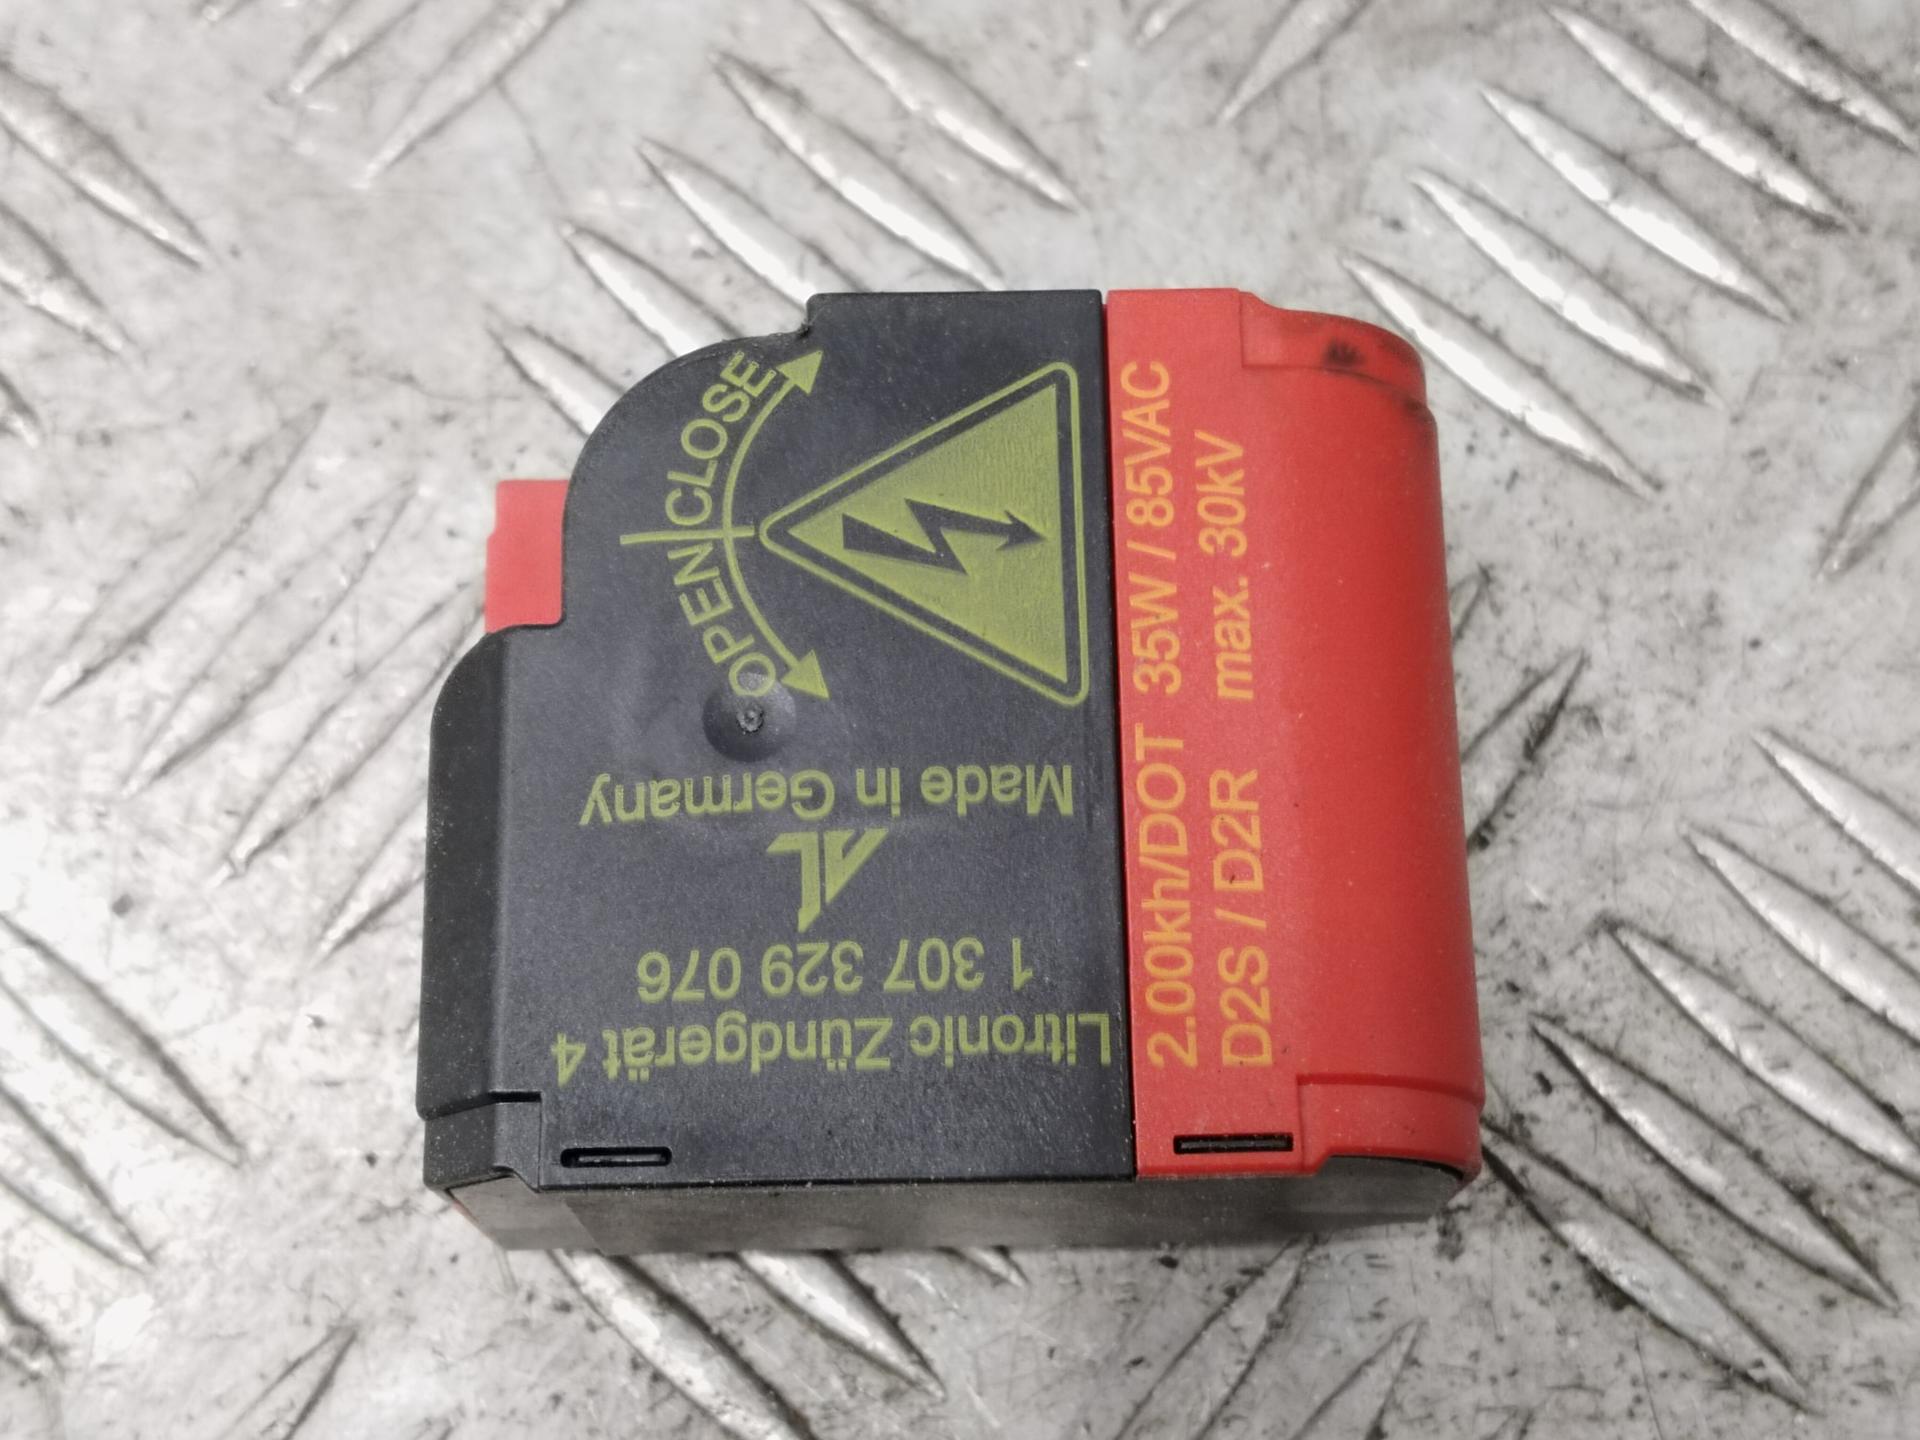 Litronic Zündgerät 4
1 307 329 076
AL
Made in Germany
OPEN CLOSE
2.00kh/DOT 35W / 85VAC
D2S / D2R max. 30kV